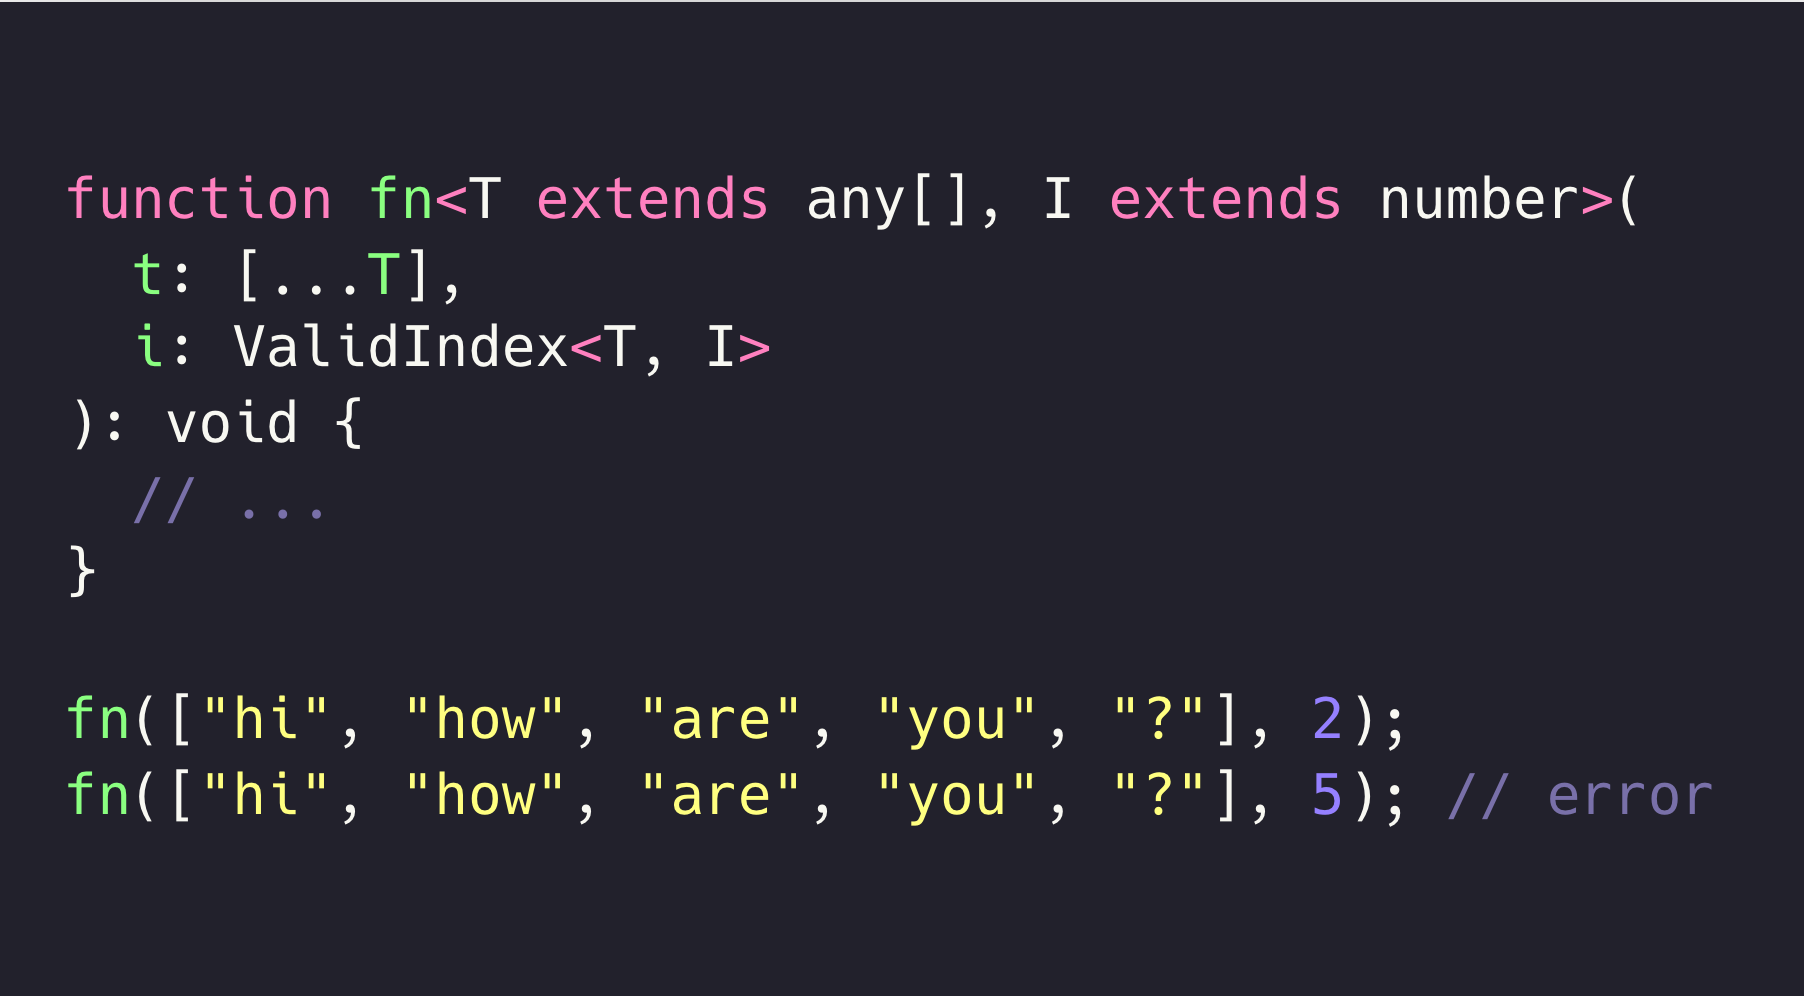 function fn<T extends any[], I extends number>(
  t: [...T],
  i: ValidIndex<T, I>
): void {
  // ...
}
fn(["hi", "how", "are", "you", "?"], 2);
fn(["hi", "how", "are", "you", "?"], 5); // error